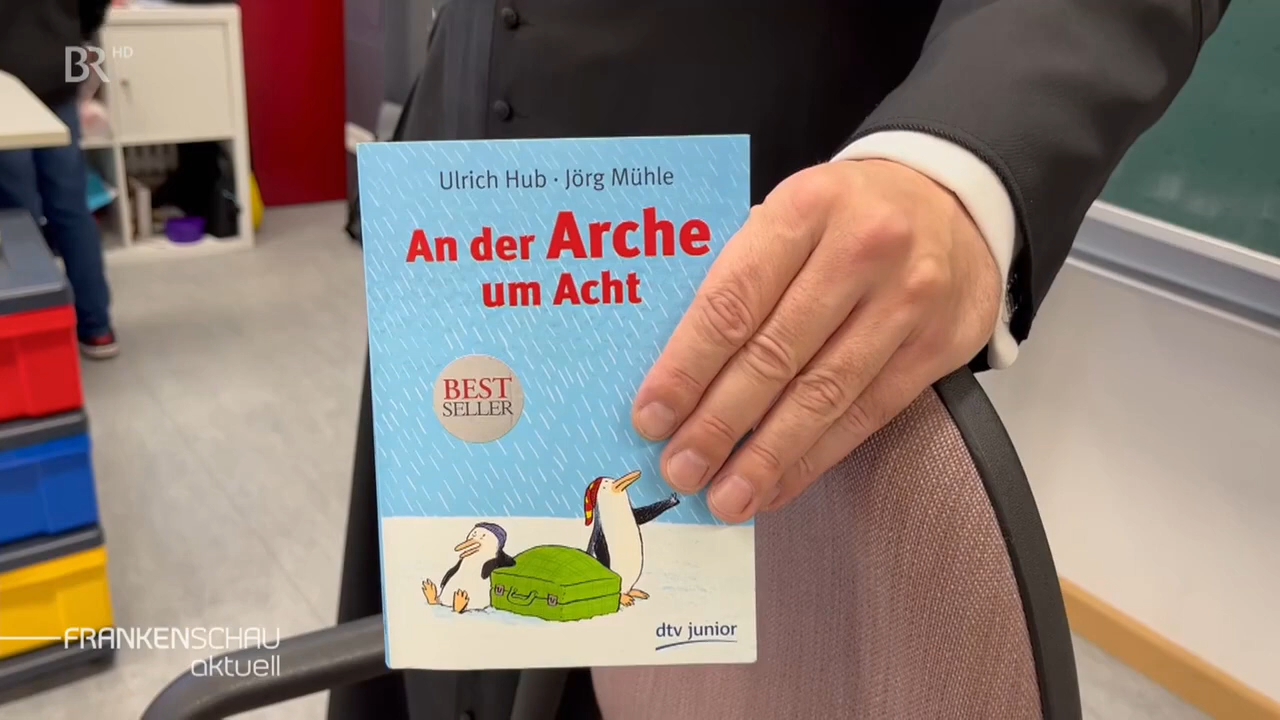 BR HD
Ulrich Hub · Jörg Mühle
An der Arche
um Acht
BEST
SELLER
dtv junior
FRANKENSCHAU
aktuell